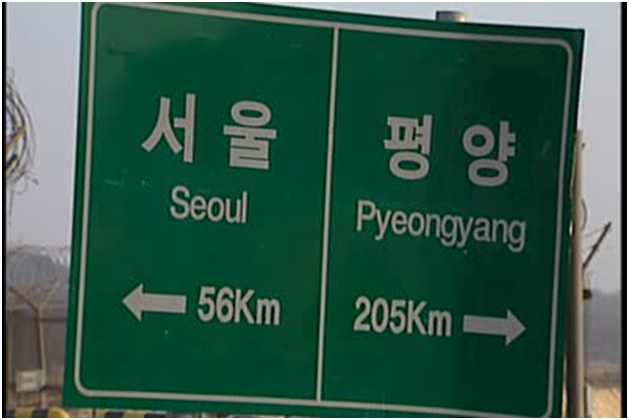 서울
Seoul
← 56Km
평양
Pyeongyang
205Km →